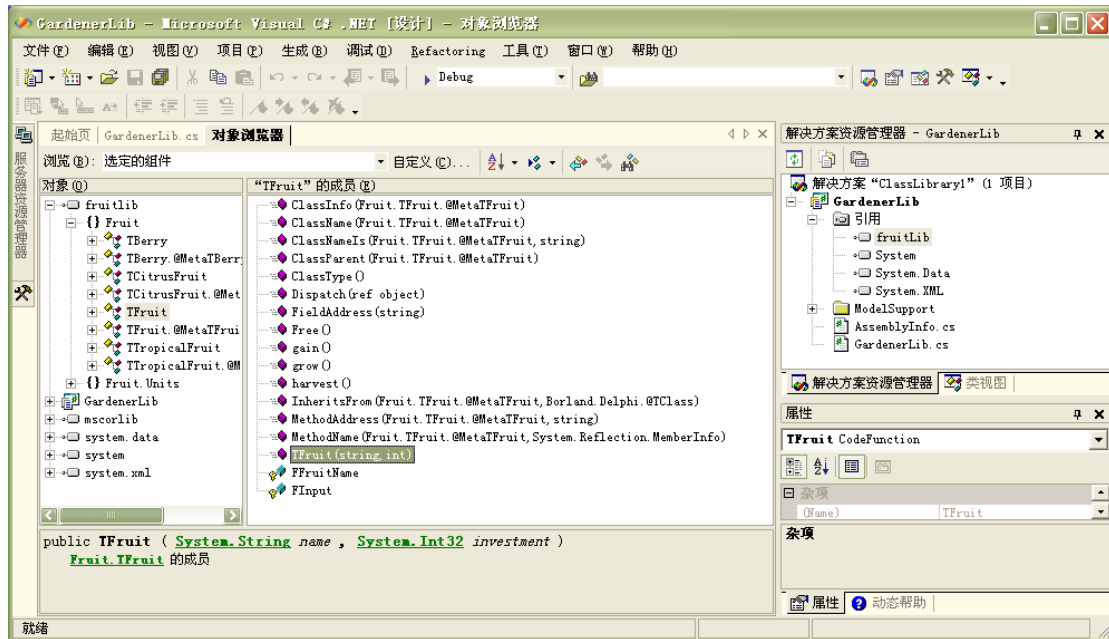 GardenerLib - Microsoft Visual C# .NET [设计] - 对象浏览器
文件(F) 编辑(E) 视图(V) 项目(P) 生成(B) 调试(D) Refactoring 工具(T) 窗口(W) 帮助(H)
Debug
起始页 GardenerLib.cs 对象浏览器
服务器资源管理器
浏览(B): 选定的组件 自定义(C)...
对象(O)
fruitlib
{} Fruit
TBerry
TBerry.@MetaTBerr
TCitrusFruit
TCitrusFruit.@Met
TFruit
TFruit.@MetaTFrui
TTropicalFruit
TTropicalFruit.@M
{} Fruit.Units
GardenerLib
mscorlib
system.data
system
system.xml
“TFruit”的成员(E)
ClassInfo(Fruit.TFruit.@MetaTFruit)
ClassName(Fruit.TFruit.@MetaTFruit)
ClassNameIs(Fruit.TFruit.@MetaTFruit,string)
ClassParent(Fruit.TFruit.@MetaTFruit)
ClassType()
Dispatch(ref object)
FieldAddress(string)
Free()
gain()
grow()
harvest()
InheritsFrom(Fruit.TFruit.@MetaTFruit,Borland.Delphi.@TClass)
MethodAddress(Fruit.TFruit.@MetaTFruit,string)
MethodName(Fruit.TFruit.@MetaTFruit,System.Reflection.MemberInfo)
TFruit(string,int)
FFruitName
FInput
public TFruit ( System.String name , System.Int32 investment )
Fruit.TFruit 的成员
解决方案资源管理器 - GardenerLib
解决方案“ClassLibrary1”(1 项目)
GardenerLib
引用
fruitLib
System
System.Data
System.XML
ModelSupport
AssemblyInfo.cs
GardenerLib.cs
解决方案资源管理器 类视图
属性
TFruit CodeFunction
杂项
(Name) TFruit
杂项
属性 动态帮助
就绪